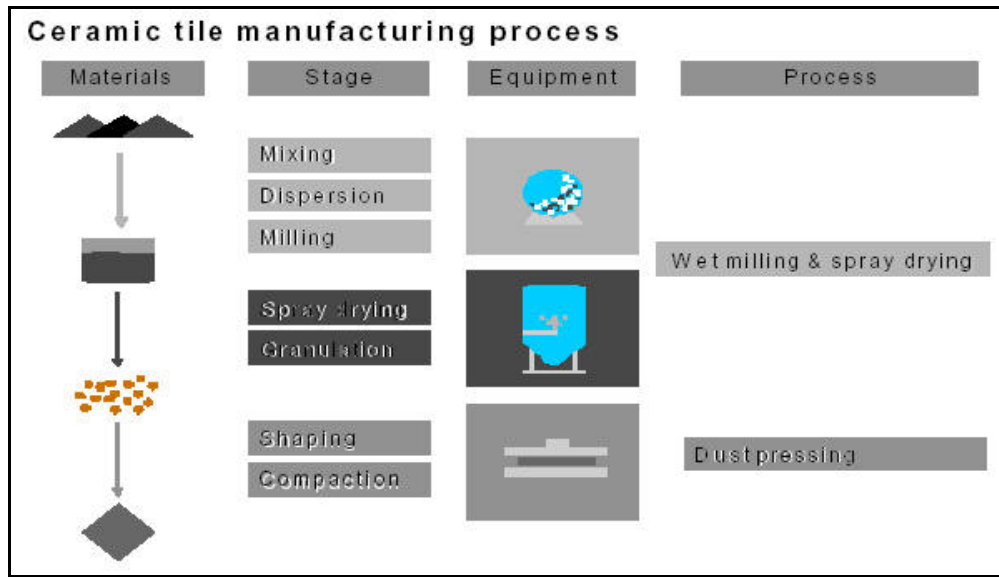 Ceramic tile manufacturing process
Materials
Stage
Equipment
Process
Mixing
Dispersion
Milling
Wet milling & spray drying
Spray drying
Granulation
Shaping
Compaction
Dust pressing